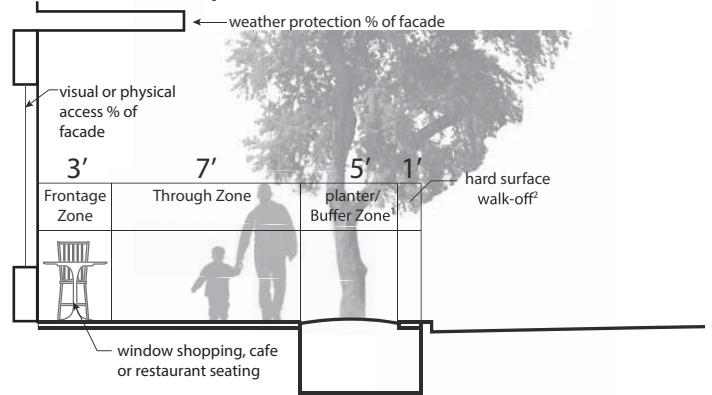 weather protection % of facade
visual or physical
access % of
facade
3’ 7’ 5’ 1’
Frontage
Zone
Through Zone
planter/
Buffer Zone¹
hard surface
walk-off²
window shopping, cafe
or restaurant seating